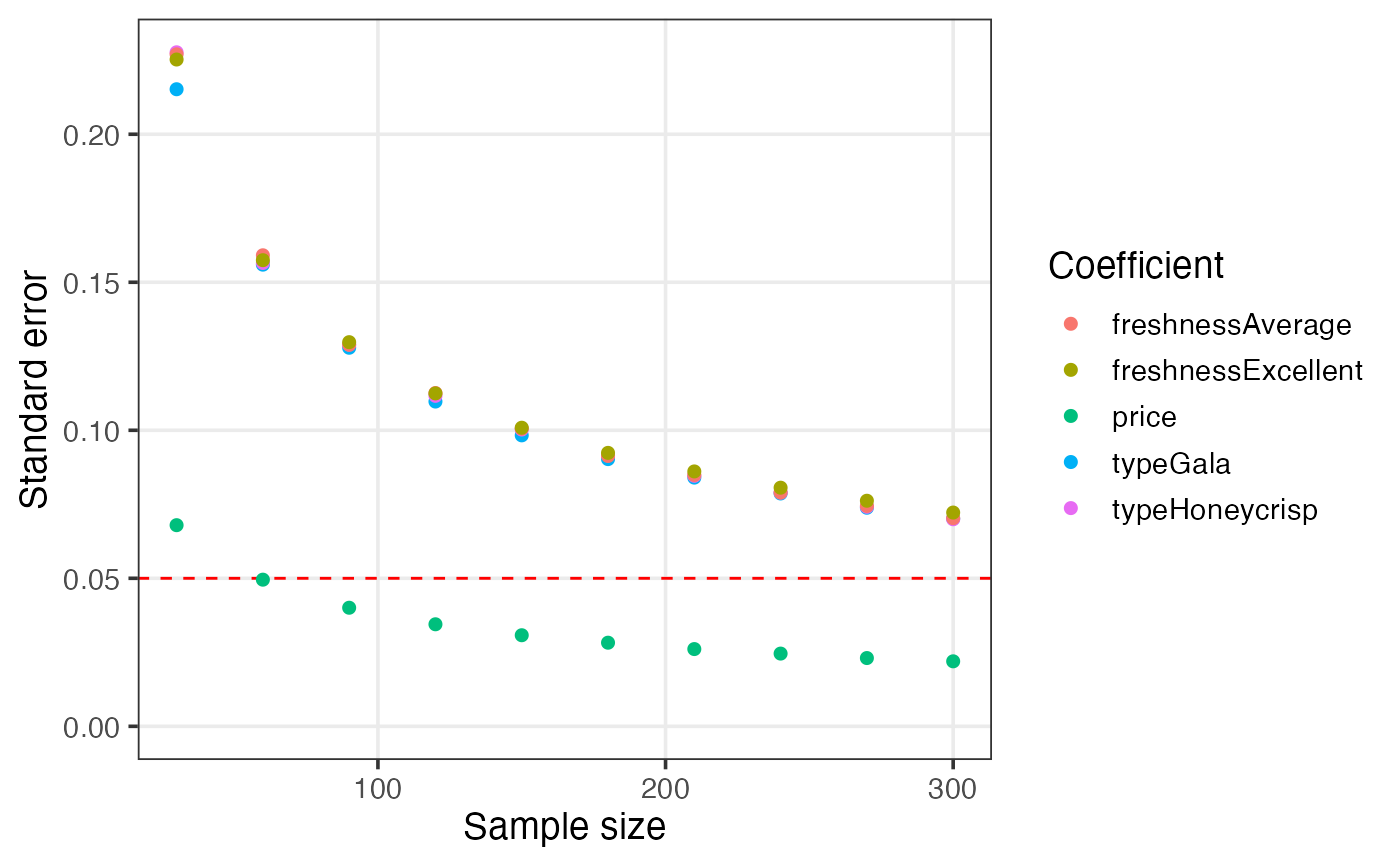 0.20
0.15
0.10
0.05
0.00
Standard error
100 200 300
Sample size
Coefficient
freshnessAverage
freshnessExcellent
price
typeGala
typeHoneycrisp